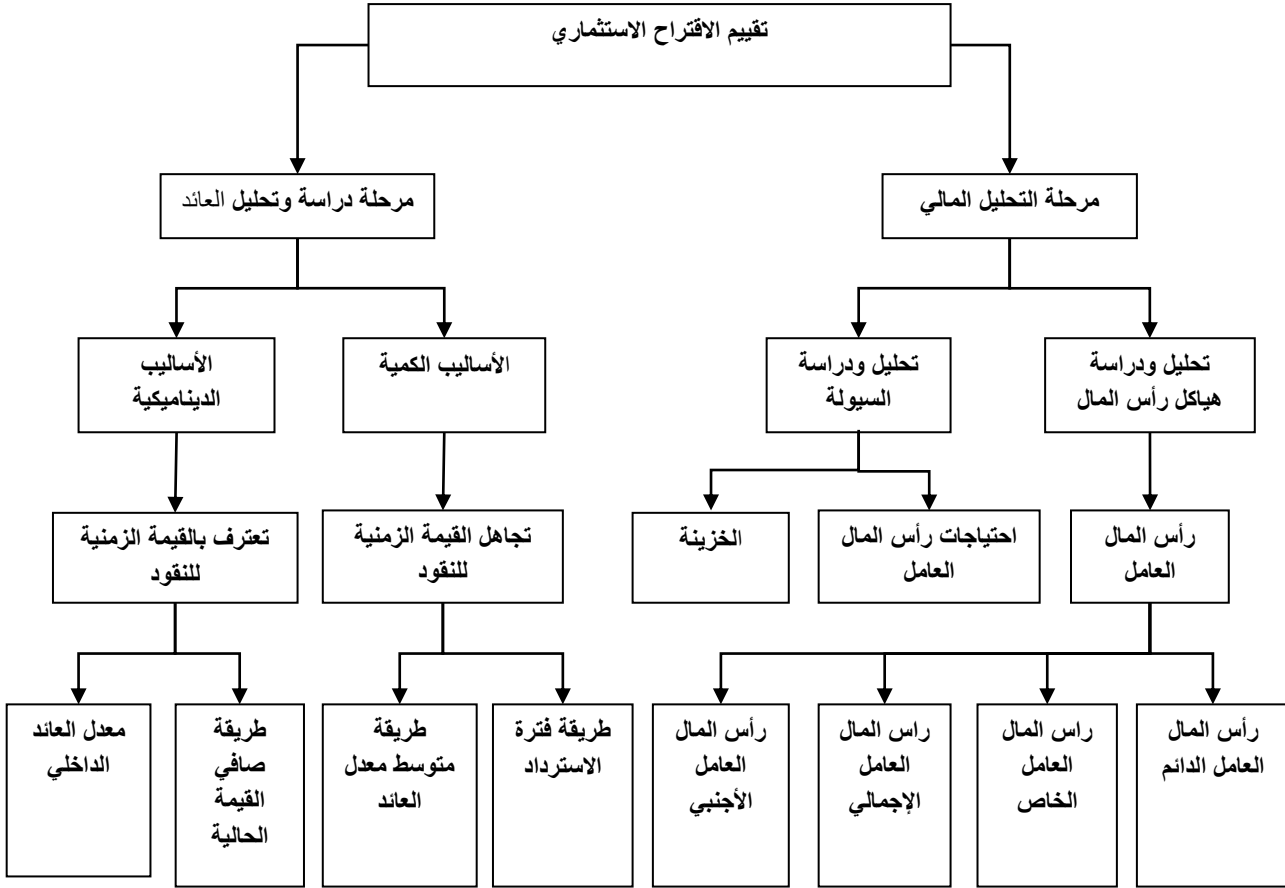 تقييم الاقتراح الاستثماري
مرحلة التحليل المالي
مرحلة دراسة وتحليل العائد
تحليل ودراسة
هياكل رأس المال
تحليل ودراسة
السيولة
الأساليب الكمية
الأساليب
الديناميكية
رأس المال
العامل
احتياجات رأس المال
العامل
الخزينة
تجاهل القيمة الزمنية
للنقود
تعترف بالقيمة الزمنية
للنقود
رأس المال
العامل الدائم
راس المال
العامل
الخاص
راس المال
العامل
الإجمالي
رأس المال
العامل
الأجنبي
طريقة فترة
الاسترداد
طريقة
متوسط معدل
العائد
طريقة
صافي
القيمة
الحالية
معدل العائد
الداخلي